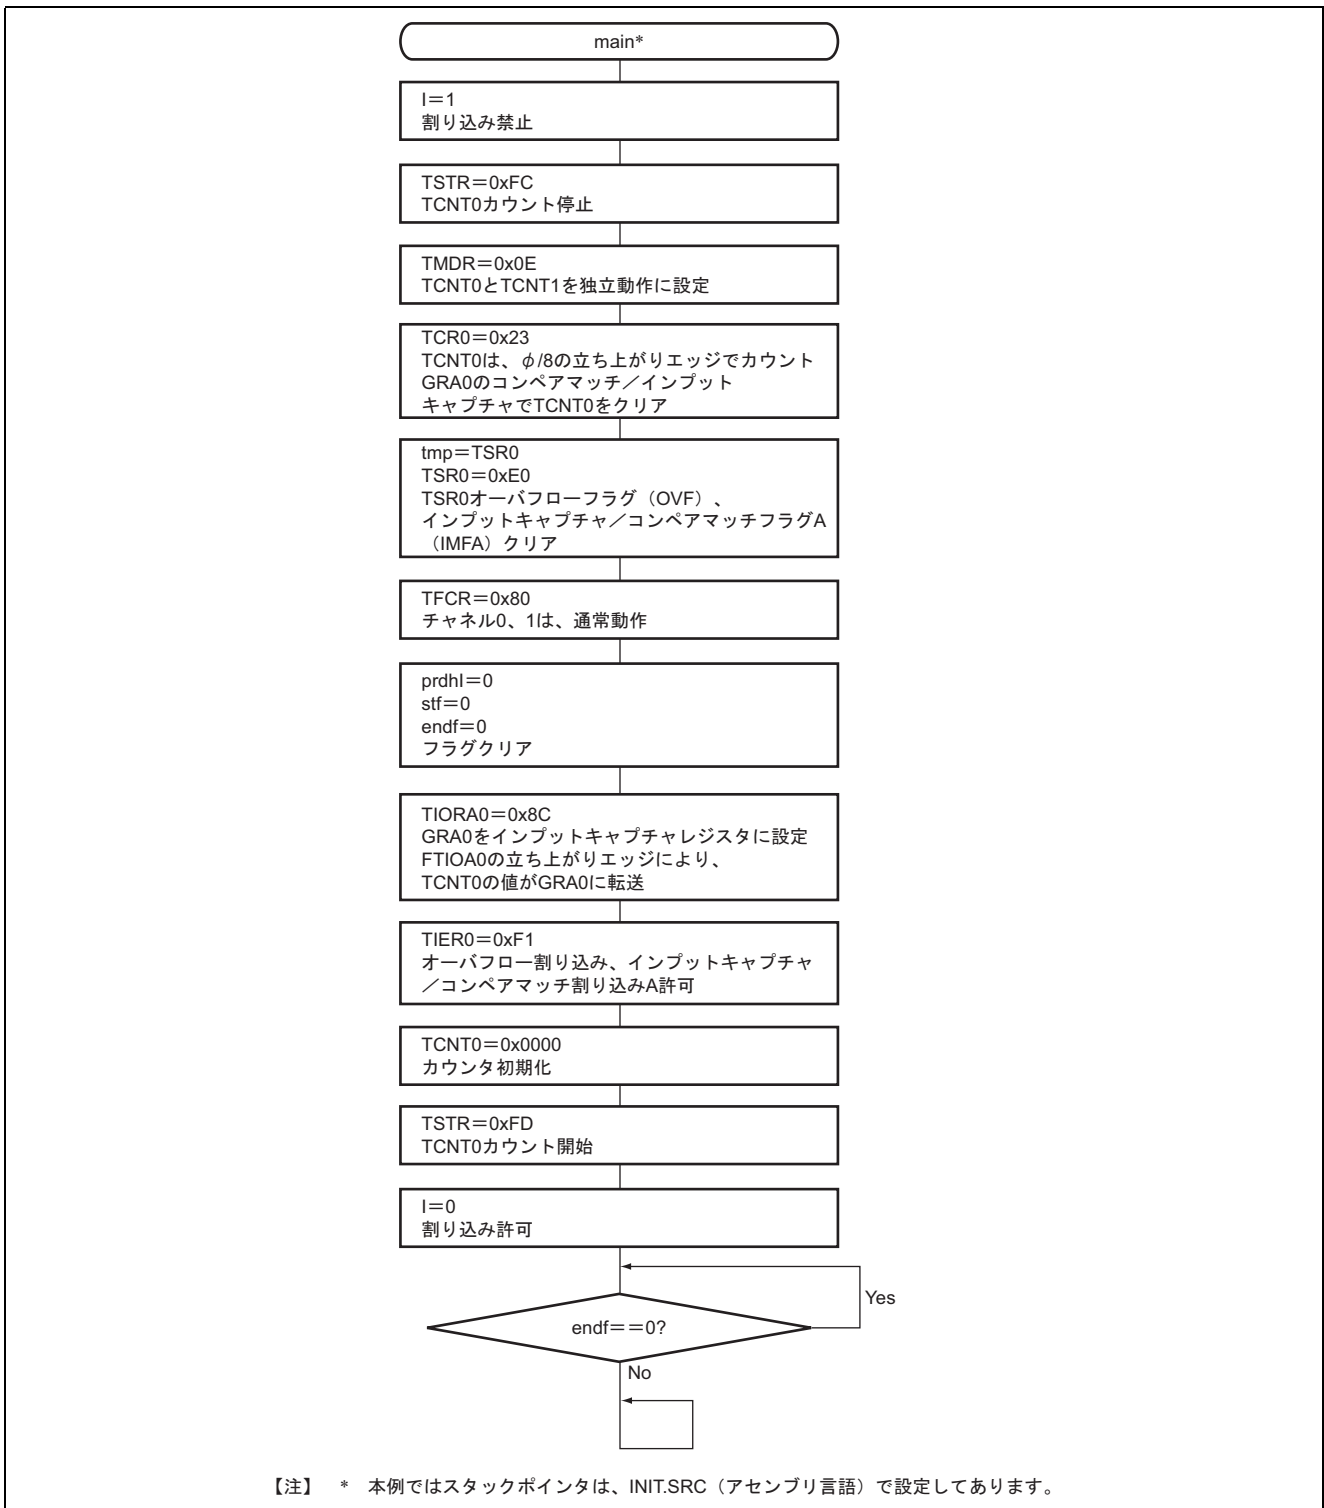 main*
I＝1
割り込み禁止
TSTR＝0xFC
TCNT0カウント停止
TMDR＝0x0E
TCNT0とTCNT1を独立動作に設定
TCR0＝0x23
TCNT0は、φ/8の立ち上がりエッジでカウント
GRA0のコンペアマッチ／インプット
キャプチャでTCNT0をクリア
tmp＝TSR0
TSR0＝0xE0
TSR0オーバフローフラグ（OVF）、
インプットキャプチャ／コンペアマッチフラグA
（IMFA）クリア
TFCR＝0x80
チャネル0、1は、通常動作
prdhl＝0
stf＝0
endf＝0
フラグクリア
TIORA0＝0x8C
GRA0をインプットキャプチャレジスタに設定
FTIOA0の立ち上がりエッジにより、
TCNT0の値がGRA0に転送
TIER0＝0xF1
オーバフロー割り込み、インプットキャプチャ
／コンペアマッチ割り込みA許可
TCNT0＝0x0000
カウンタ初期化
TSTR＝0xFD
TCNT0カウント開始
I＝0
割り込み許可
Yes
endf＝＝0?
No
【注】 * 本例ではスタックポインタは、INIT.SRC（アセンブリ言語）で設定してあります。